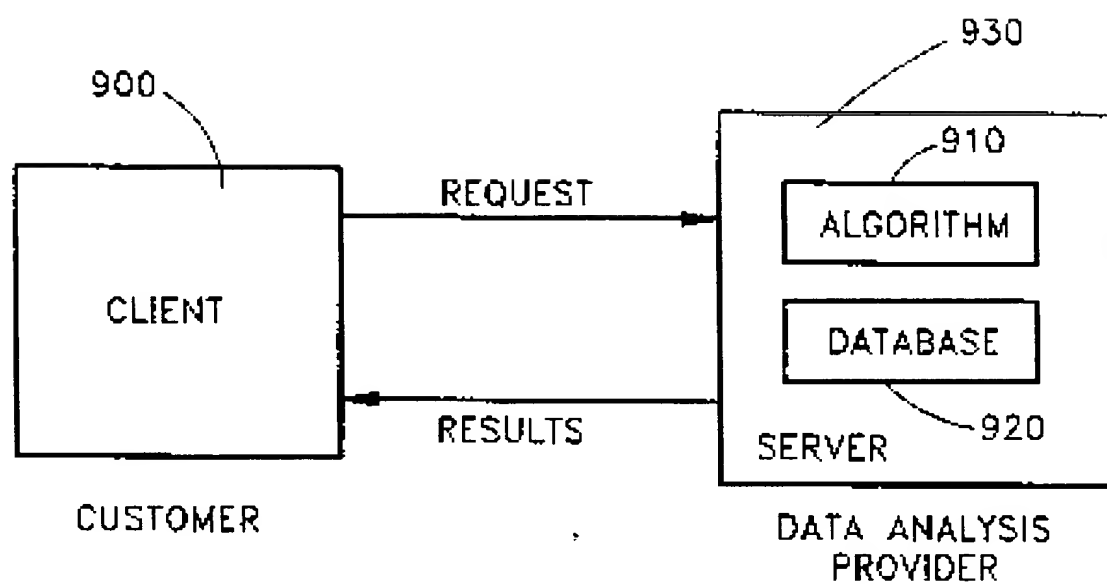 930
900
910
REQUEST
ALGORITHM
CLIENT
DATABASE
RESULTS
920
SERVER
CUSTOMER
DATA ANALYSIS
PROVIDER